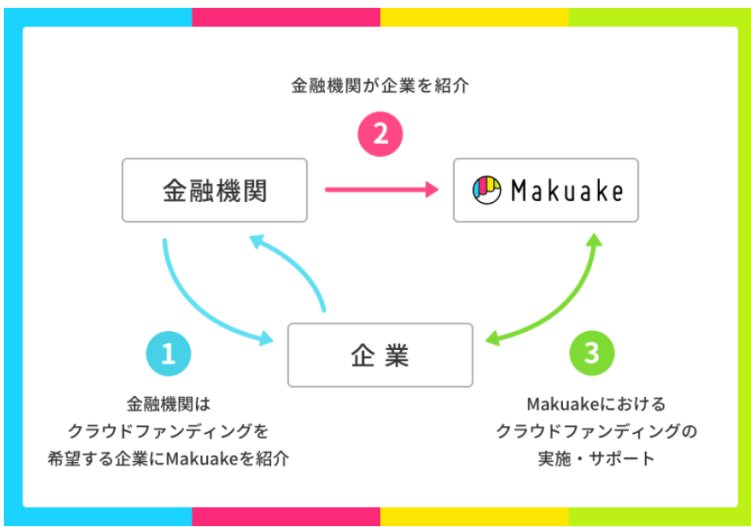 金融機関が企業を紹介
2
金融機関
Makuake
企業
1
3
金融機関は
クラウドファンディングを
希望する企業にMakuakeを紹介
Makuakeにおける
クラウドファンディングの
実施・サポート